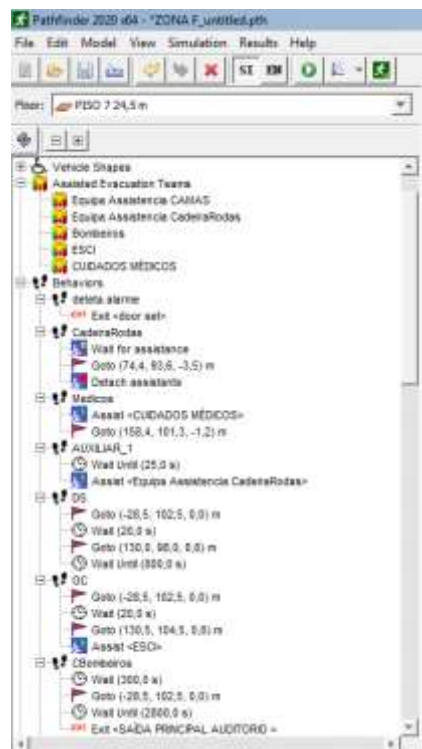 Pathfinder 2020 x64 - "ZONA F_untitled.pth
File Edit Model View Simulation Results Help
SI EN
Floor: PISO 7 24,5 m
Vehicle Shapes
Assisted Evacuation Teams
Equipa Assistencia CAMAS
Equipa Assistencia CadeiraRodas
Bombeiros
ESCI
CUIDADOS MÉDICOS
Behaviors
deteta alarme
Exit <door set>
CadeiraRodas
Wait for assistance
Goto (74,4, 93,6, -3,5) m
Detach assistants
Medicos
Assist <CUIDADOS MÉDICOS>
Goto (158,4, 101,3, -1,2) m
AUXILIAR_1
Wait Until (25,0 s)
Assist <Equipa Assistencia CadeiraRodas>
DS
Goto (-28,5, 102,5, 0,0) m
Wait (20,0 s)
Goto (130,0, 98,0, 0,0) m
Wait Until (800,0 s)
OC
Goto (-28,5, 102,5, 0,0) m
Wait (20,0 s)
Goto (130,5, 104,5, 0,0) m
Assist <ESCI>
CBombeiros
Wait (300,0 s)
Goto (-28,5, 102,5, 0,0) m
Wait Until (2800,0 s)
Exit <SAÍDA PRINCIPAL AUDITORIO >